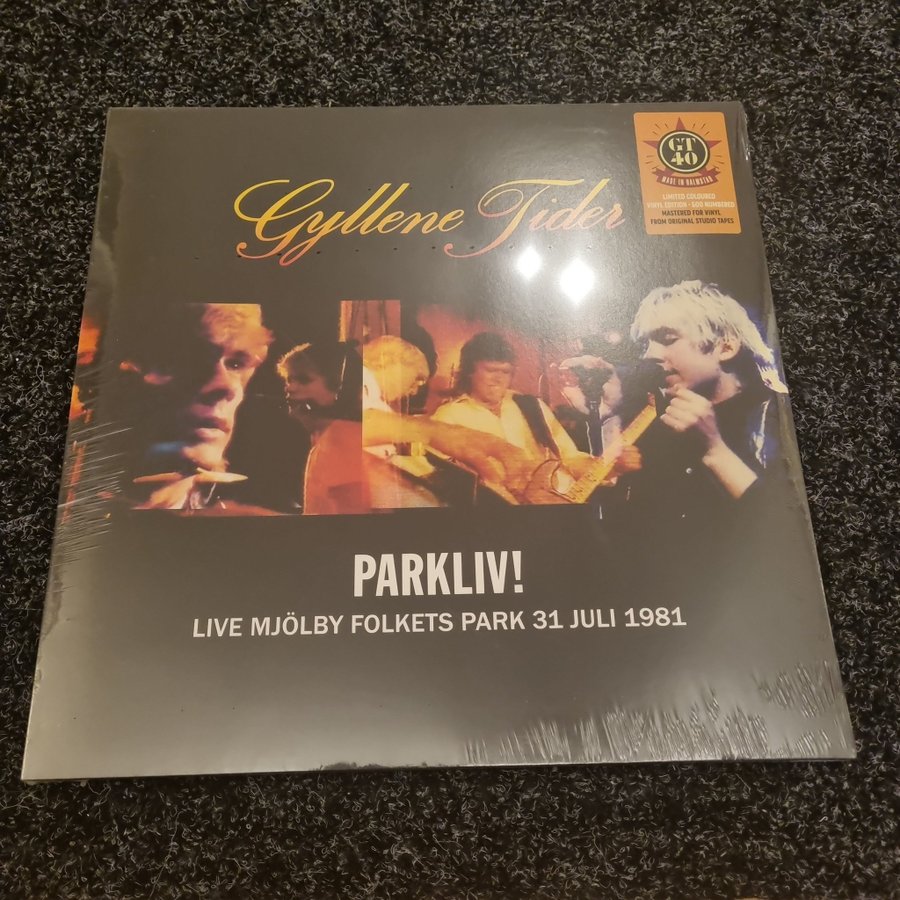 Gyllene Tider
GT
40
MADE IN HALMSTAD
LIMITED COLOURED
VINYL EDITION - 500 NUMBERED
MASTERED FOR VINYL
FROM ORIGINAL STUDIO TAPES
PARKLIV!
LIVE MJÖLBY FOLKETS PARK 31 JULI 1981